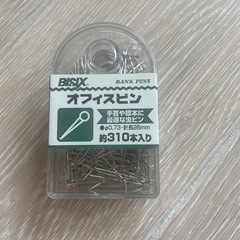 BISIX
BANK PINS
オフィスピン
手芸や標本に
最適な虫ピン
●φ0.73・針長26mm
約310本入り